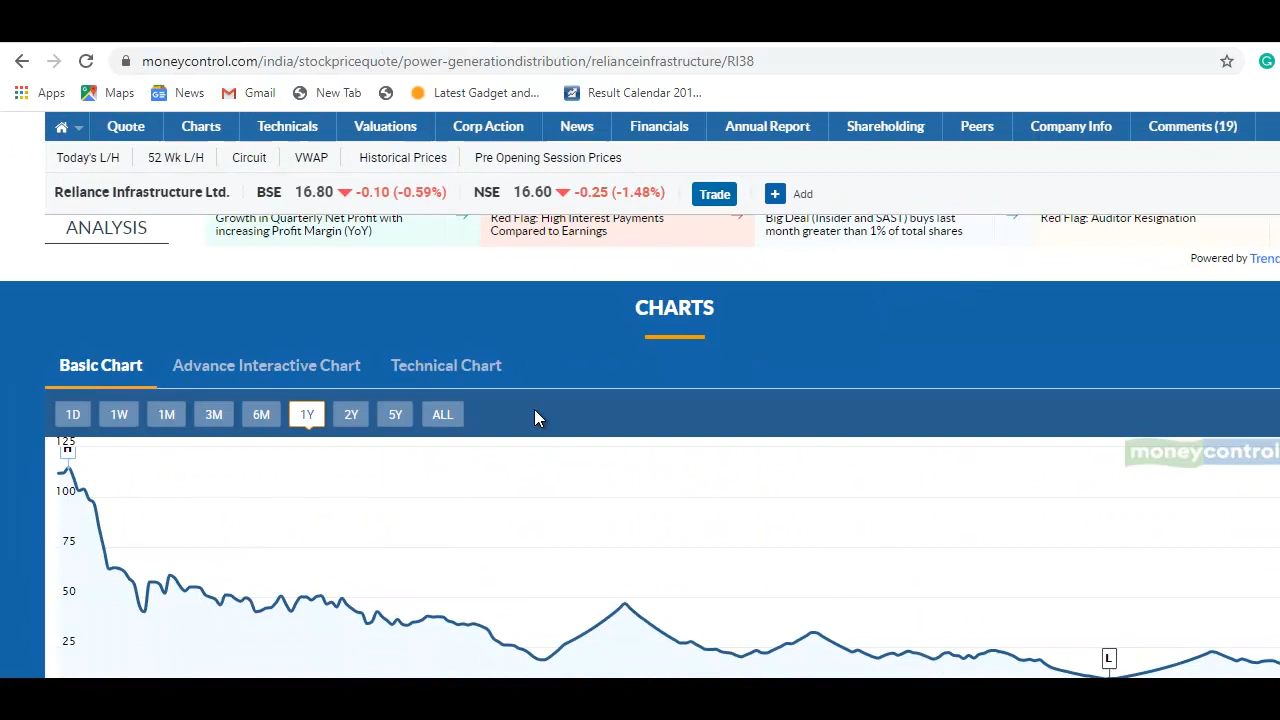 moneycontrol.com/india/stockpricequote/power-generationdistribution/relianceinfrastructure/RI38
Apps Maps News Gmail New Tab Latest Gadget and... Result Calendar 201...
Quote Charts Technicals Valuations Corp Action News Financials Annual Report Shareholding Peers Company Info Comments (19)
Today's L/H 52 Wk L/H Circuit VWAP Historical Prices Pre Opening Session Prices
Reliance Infrastructure Ltd. BSE 16.80 -0.10 (-0.59%) NSE 16.60 -0.25 (-1.48%) Trade + Add
ANALYSIS
Growth in Quarterly Net Profit with
increasing Profit Margin (YoY)
Red Flag: High Interest Payments
Compared to Earnings
Big Deal (Insider and SAST) buys last
month greater than 1% of total shares
Red Flag: Auditor Resignation
Powered by Trend
CHARTS
Basic Chart Advance Interactive Chart Technical Chart
1D 1W 1M 3M 6M 1Y 2Y 5Y ALL
125
H
moneycontrol
100
75
50
25
L